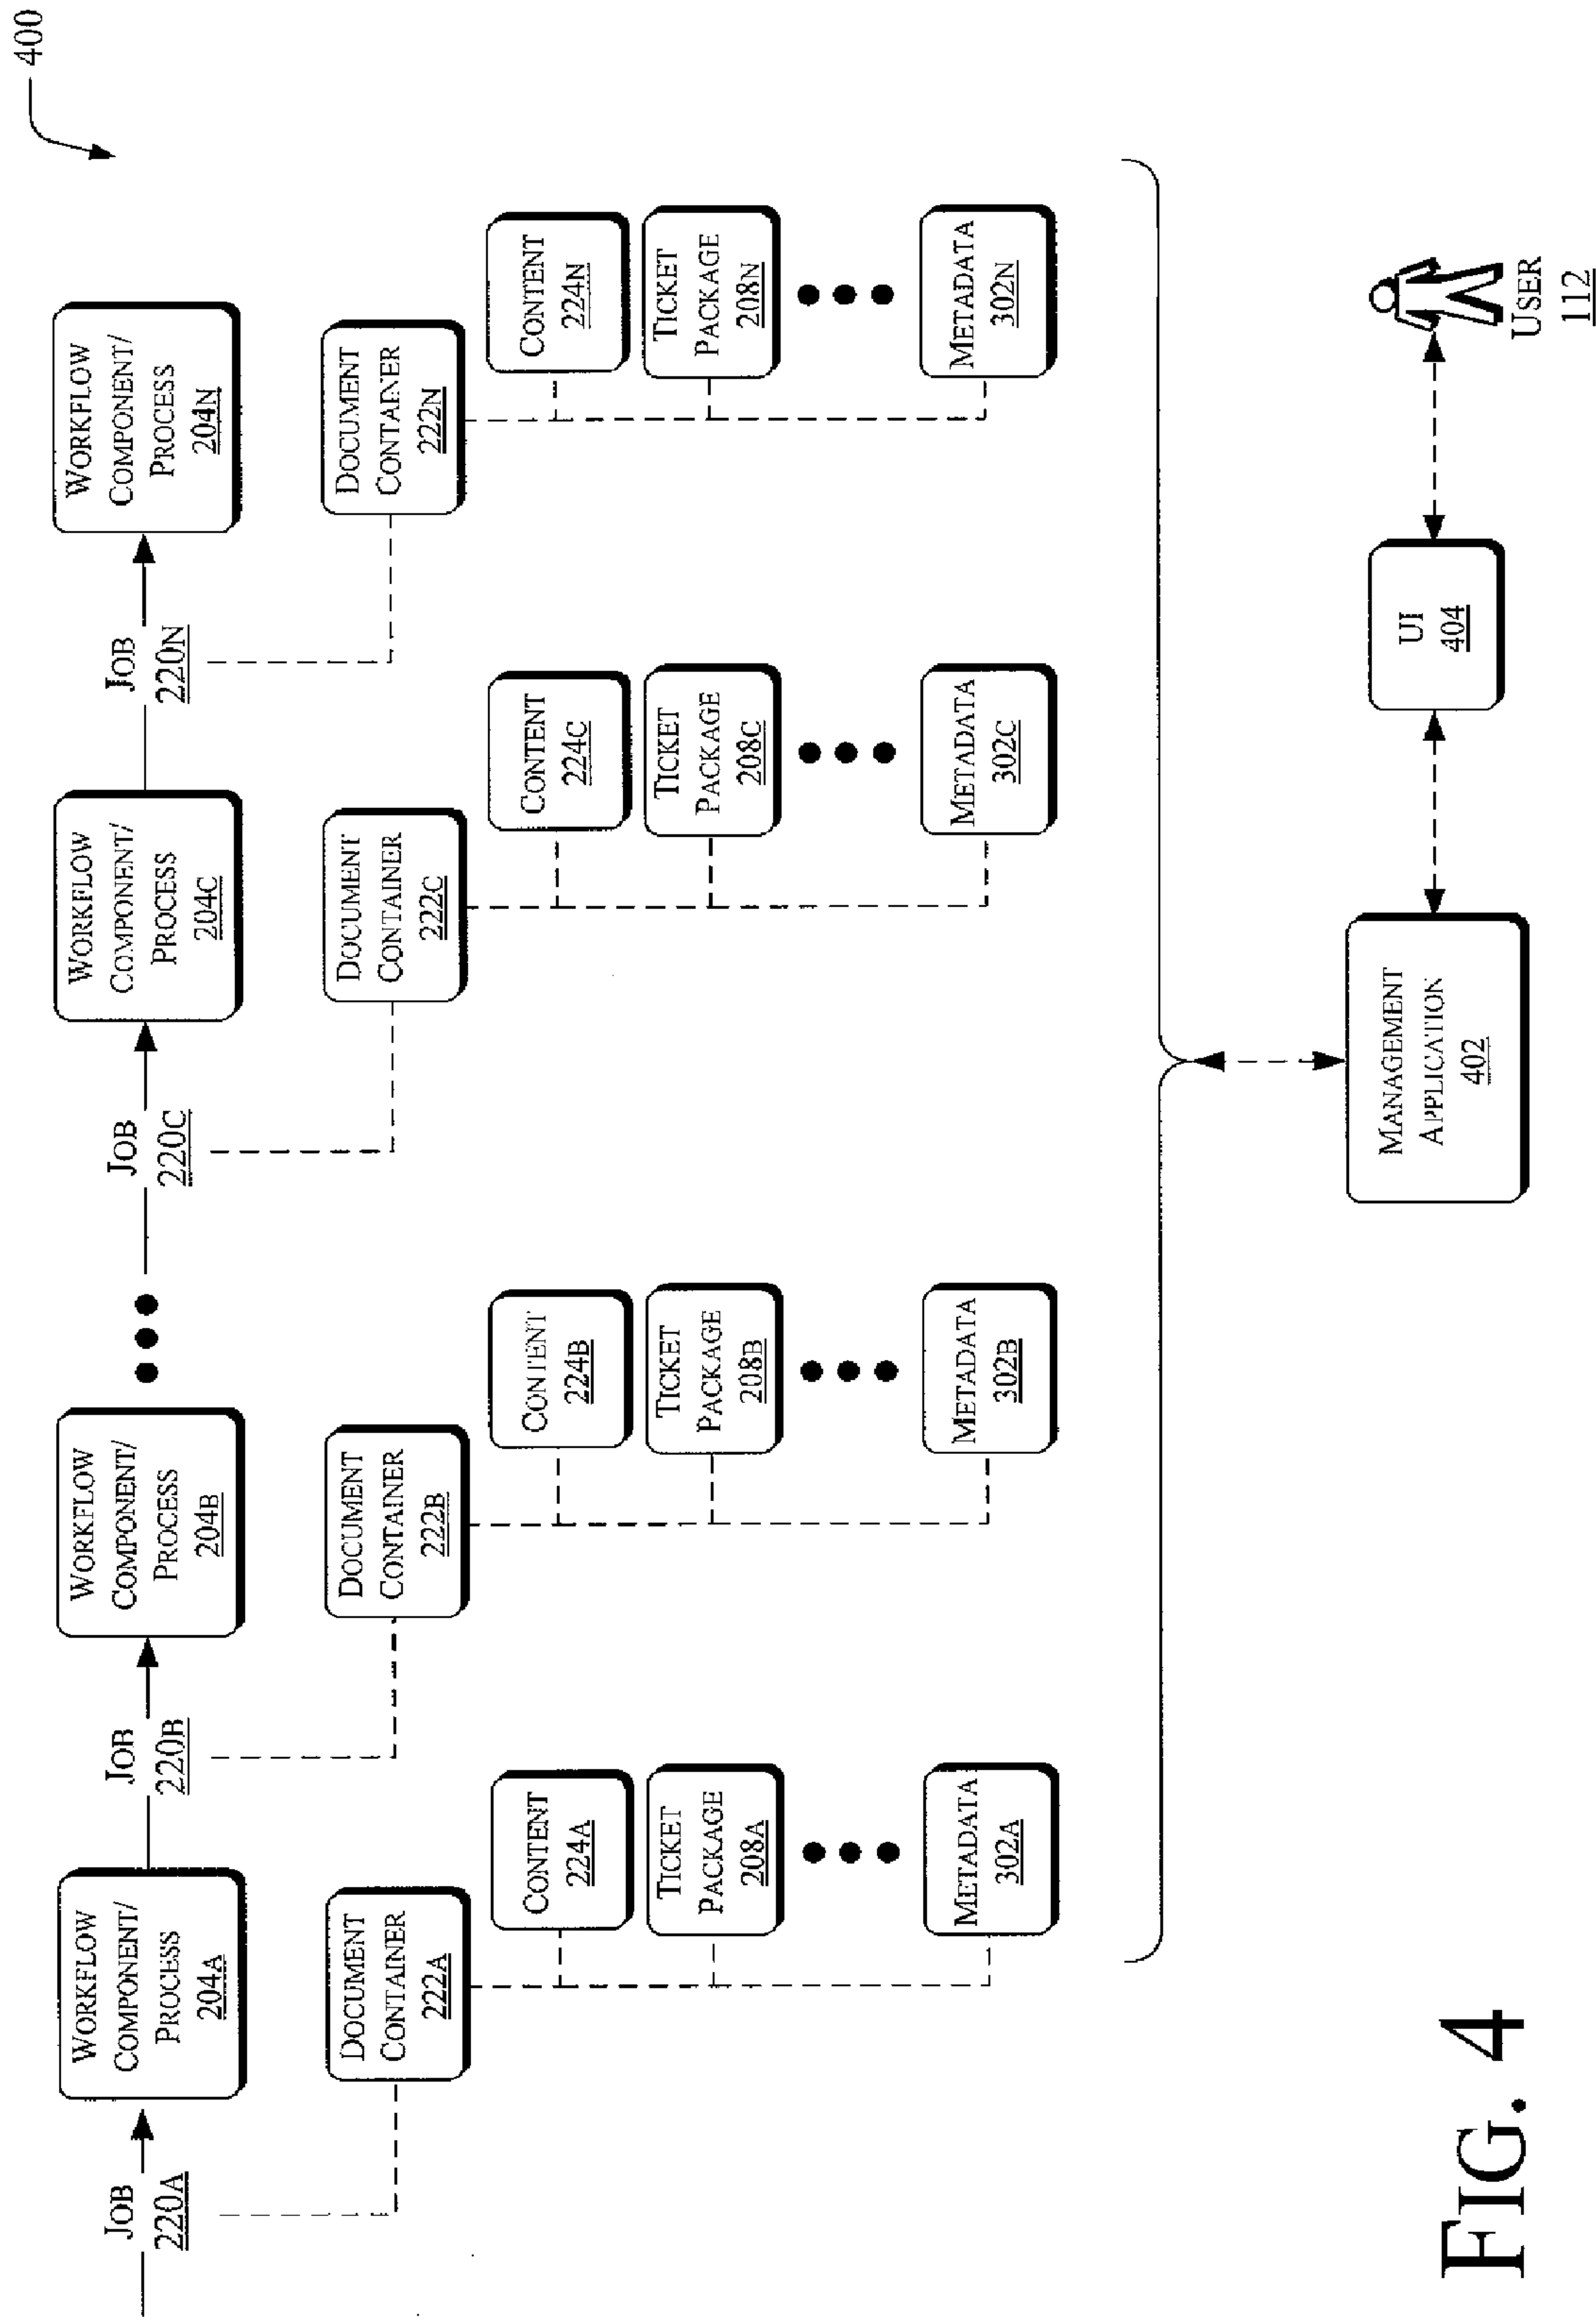 400
JOB
220A
WORKFLOW
COMPONENT/
PROCESS
204A
JOB
220B
WORKFLOW
COMPONENT/
PROCESS
204B
JOB
220C
WORKFLOW
COMPONENT/
PROCESS
204C
JOB
220N
WORKFLOW
COMPONENT/
PROCESS
204N
DOCUMENT
CONTAINER
222A
DOCUMENT
CONTAINER
222B
DOCUMENT
CONTAINER
222C
DOCUMENT
CONTAINER
222N
CONTENT
224A
CONTENT
224B
CONTENT
224C
CONTENT
224N
TICKET
PACKAGE
208A
TICKET
PACKAGE
208B
TICKET
PACKAGE
208C
TICKET
PACKAGE
208N
METADATA
302A
METADATA
302B
METADATA
302C
METADATA
302N
MANAGEMENT
APPLICATION
402
UI
404
USER
112
FIG. 4